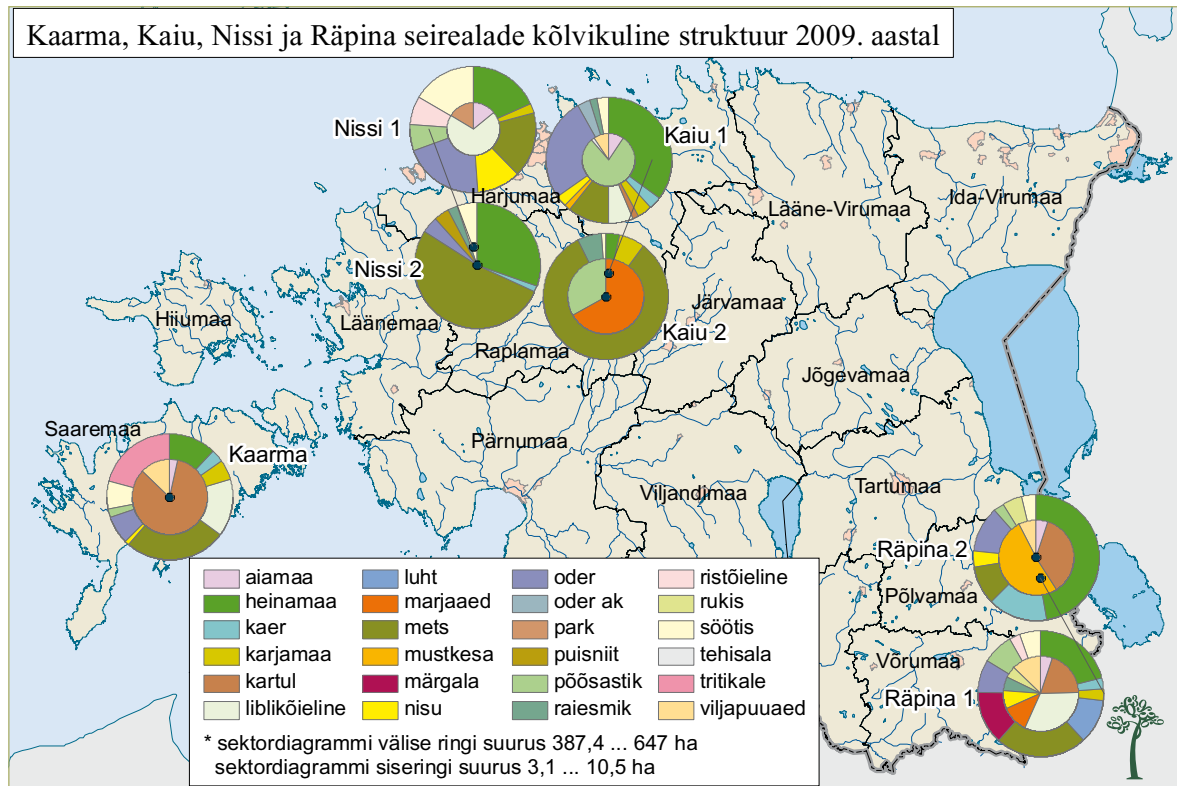 Kaarma, Kaiu, Nissi ja Räpina seirealade kõlvikuline struktuur 2009. aastal
Nissi 1
Kaiu 1
Harjumaa
Lääne-Virumaa
Ida-Virumaa
Nissi 2
Hiiumaa
Läänemaa
Järvamaa
Kaiu 2
Raplamaa
Jõgevamaa
Saaremaa
Kaarma
Pärnumaa
Viljandimaa
Tartumaa
Räpina 2
Põlvamaa
Võrumaa
Räpina 1
aiamaa
heinamaa
kaer
karjamaa
kartul
liblikõieline
luht
marjaaed
mets
mustkesa
märgala
nisu
oder
oder ak
park
puisniit
põõsastik
raiesmik
ristõieline
rukis
söötis
tehisala
tritikale
viljapuuaed
* sektordiagrammi välise ringi suurus 387,4 ... 647 ha
sektordiagrammi siseringi suurus 3,1 ... 10,5 ha